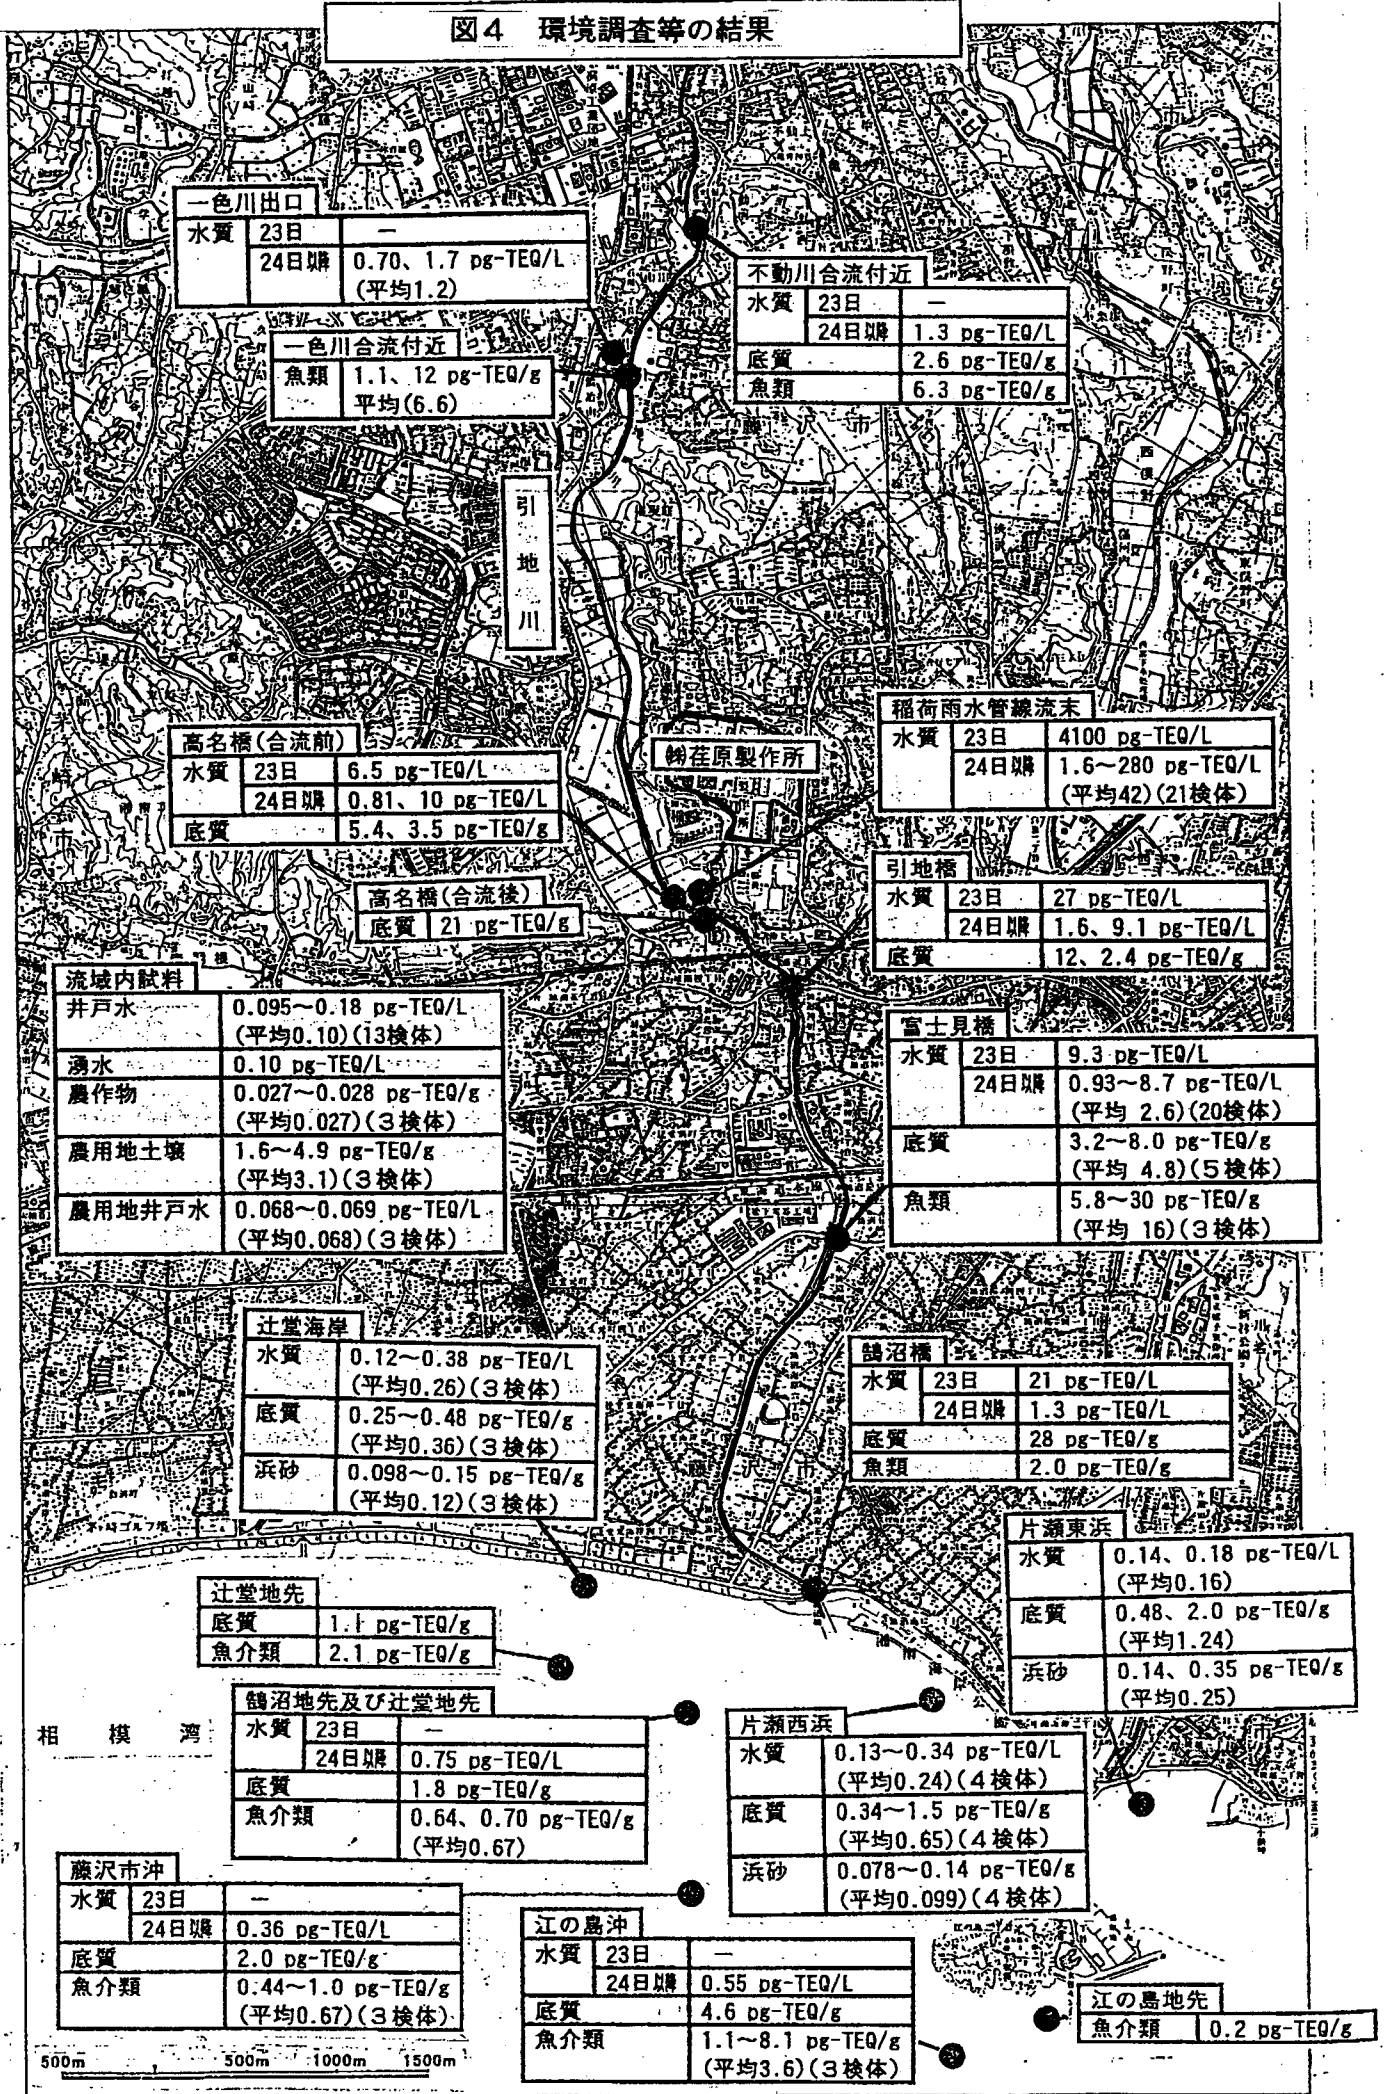 図4 環境調査等の結果
一色川出口
水質 23日 ―
24日以降 0.70、1.7 pg-TEQ/L
(平均1.2)
不動川合流付近
水質 23日 ―
24日以降 1.3 pg-TEQ/L
底質 2.6 pg-TEQ/g
魚類 6.3 pg-TEQ/g
一色川合流付近
魚類 1.1、12 pg-TEQ/g
平均(6.6)
引地川
稲荷雨水管線流末
水質 23日 4100 pg-TEQ/L
24日以降 1.6～280 pg-TEQ/L
(平均42)(21検体)
高名橋(合流前)
水質 23日 6.5 pg-TEQ/L
24日以降 0.81、10 pg-TEQ/L
底質 5.4、3.5 pg-TEQ/g
㈱荏原製作所
高名橋(合流後)
底質 21 pg-TEQ/g
引地橋
水質 23日 27 pg-TEQ/L
24日以降 1.6、9.1 pg-TEQ/L
底質 12、2.4 pg-TEQ/g
流域内試料
井戸水 0.095～0.18 pg-TEQ/L
(平均0.10)(13検体)
湧水 0.10 pg-TEQ/L
農作物 0.027～0.028 pg-TEQ/g
(平均0.027)(3検体)
農用地土壌 1.6～4.9 pg-TEQ/g
(平均3.1)(3検体)
農用地井戸水 0.068～0.069 pg-TEQ/L
(平均0.068)(3検体)
富士見橋
水質 23日 9.3 pg-TEQ/L
24日以降 0.93～8.7 pg-TEQ/L
(平均 2.6)(20検体)
底質 3.2～8.0 pg-TEQ/g
(平均 4.8)(5検体)
魚類 5.8～30 pg-TEQ/g
(平均 16)(3検体)
辻堂海岸
水質 0.12～0.38 pg-TEQ/L
(平均0.26)(3検体)
底質 0.25～0.48 pg-TEQ/g
(平均0.36)(3検体)
浜砂 0.098～0.15 pg-TEQ/g
(平均0.12)(3検体)
鵠沼橋
水質 23日 21 pg-TEQ/L
24日以降 1.3 pg-TEQ/L
底質 28 pg-TEQ/g
魚類 2.0 pg-TEQ/g
藤沢市
片瀬東浜
水質 0.14、0.18 pg-TEQ/L
(平均0.16)
底質 0.48、2.0 pg-TEQ/g
(平均1.24)
浜砂 0.14、0.35 pg-TEQ/g
(平均0.25)
辻堂地先
底質 1.1 pg-TEQ/g
魚介類 2.1 pg-TEQ/g
鵠沼地先及び辻堂地先
水質 23日 ―
24日以降 0.75 pg-TEQ/L
底質 1.8 pg-TEQ/g
魚介類 0.64、0.70 pg-TEQ/g
(平均0.67)
相模湾
片瀬西浜
水質 0.13～0.34 pg-TEQ/L
(平均0.24)(4検体)
底質 0.34～1.5 pg-TEQ/g
(平均0.65)(4検体)
浜砂 0.078～0.14 pg-TEQ/g
(平均0.099)(4検体)
藤沢市沖
水質 23日 ―
24日以降 0.36 pg-TEQ/L
底質 2.0 pg-TEQ/g
魚介類 0.44～1.0 pg-TEQ/g
(平均0.67)(3検体)
江の島沖
水質 23日 ―
24日以降 0.55 pg-TEQ/L
底質 4.6 pg-TEQ/g
魚介類 1.1～8.1 pg-TEQ/g
(平均3.6)(3検体)
江の島地先
魚介類 0.2 pg-TEQ/g
500m 500m 1000m 1500m